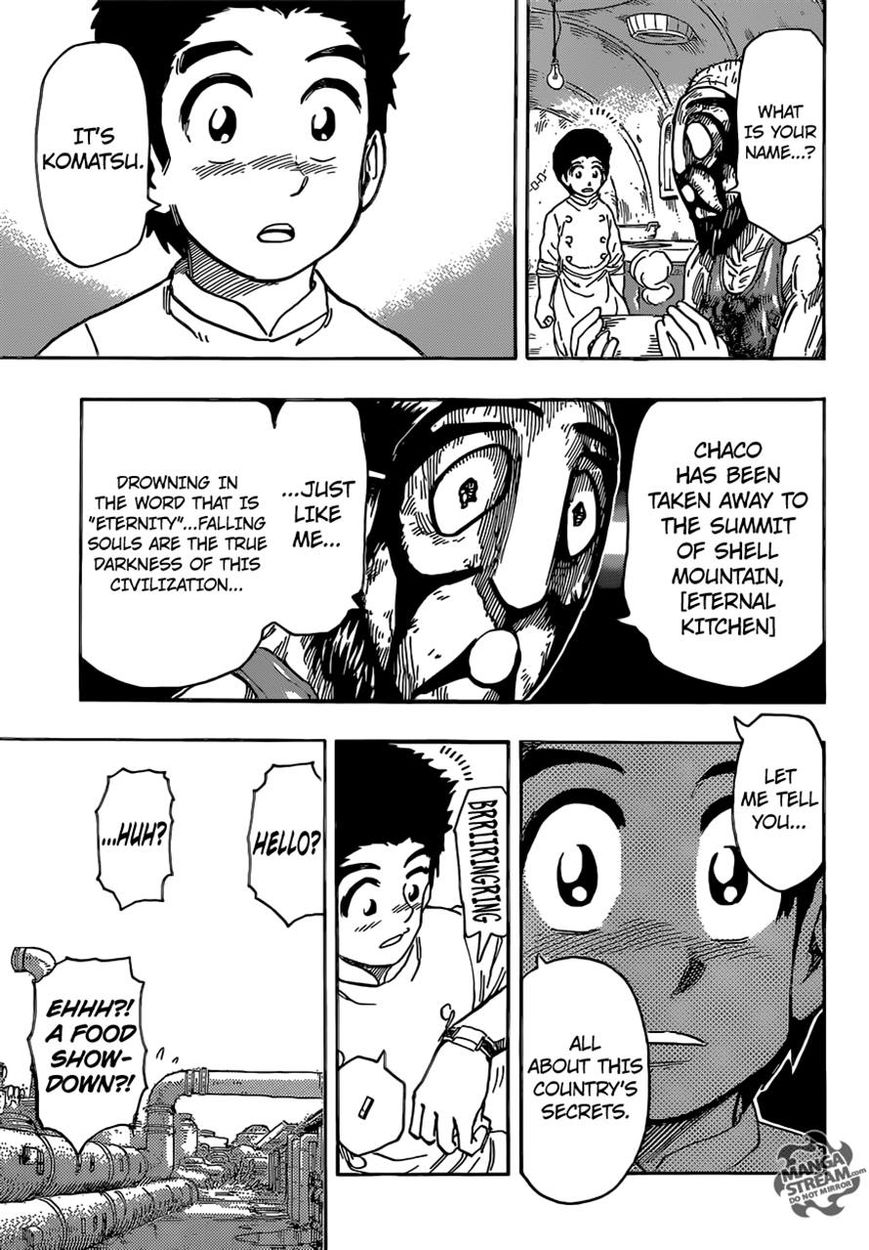 WHAT
IS YOUR
NAME...?
IT'S
KOMATSU.
CHACO
HAS BEEN
TAKEN AWAY TO
THE SUMMIT
OF SHELL
MOUNTAIN,
[ETERNAL
KITCHEN]
...JUST
LIKE
ME...
DROWNING IN
THE WORD THAT IS
"ETERNITY"...FALLING
SOULS ARE THE TRUE
DARKNESS OF THIS
CIVILIZATION...
LET
ME TELL
YOU...
ALL
ABOUT THIS
COUNTRY'S
SECRETS.
BRRIIRINGRING
HELLO?
...HUH?
EHHH?!
A FOOD
SHOW-
DOWN?!
MANGA
STREAM.com
DO NOT MIRROR!